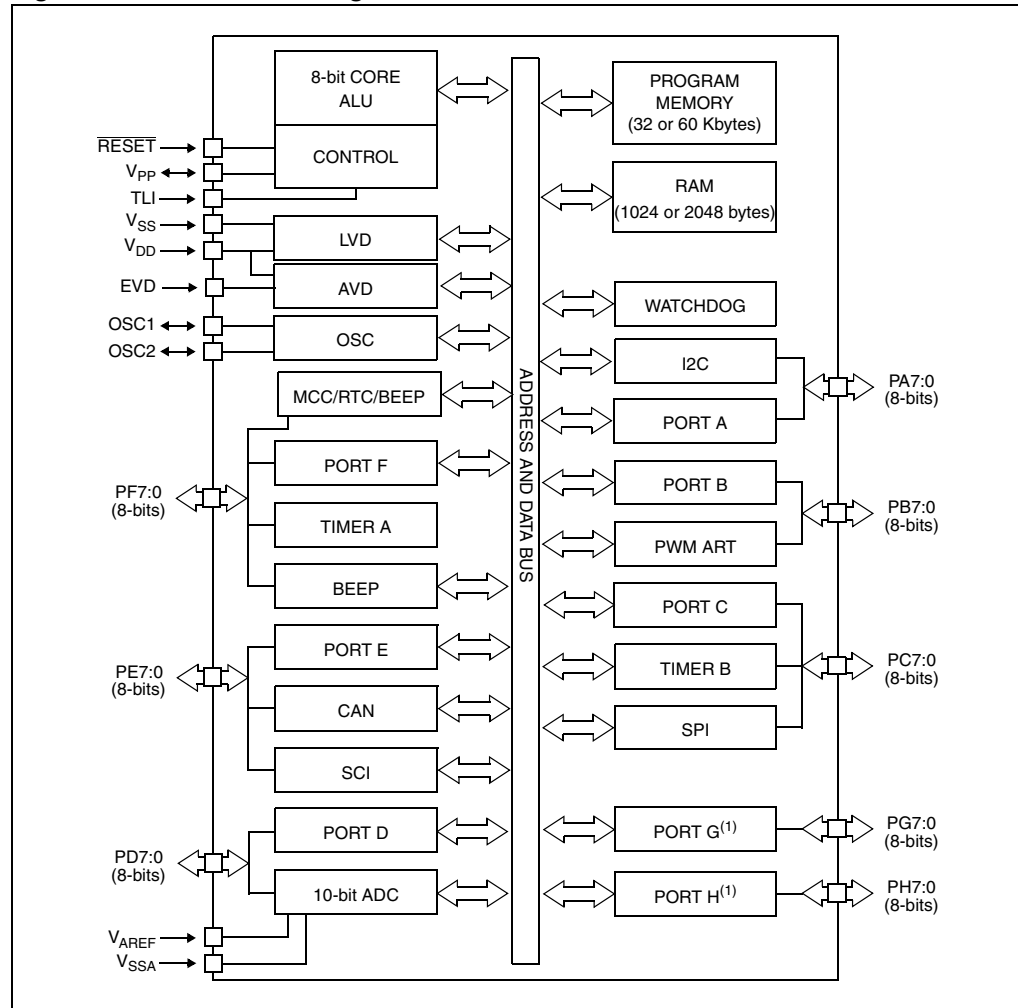 8-bit CORE
ALU
CONTROL
RESET
VPP
TLI
VSS
VDD
EVD
OSC1
OSC2
LVD
AVD
OSC
MCC/RTC/BEEP
PORT F
TIMER A
BEEP
PF7:0
(8-bits)
PORT E
CAN
SCI
PE7:0
(8-bits)
PORT D
10-bit ADC
PD7:0
(8-bits)
VAREF
VSSA
ADDRESS AND DATA BUS
PROGRAM
MEMORY
(32 or 60 Kbytes)
RAM
(1024 or 2048 bytes)
WATCHDOG
I2C
PORT A
PA7:0
(8-bits)
PORT B
PWM ART
PB7:0
(8-bits)
PORT C
TIMER B
SPI
PC7:0
(8-bits)
PORT G(1)
PG7:0
(8-bits)
PORT H(1)
PH7:0
(8-bits)